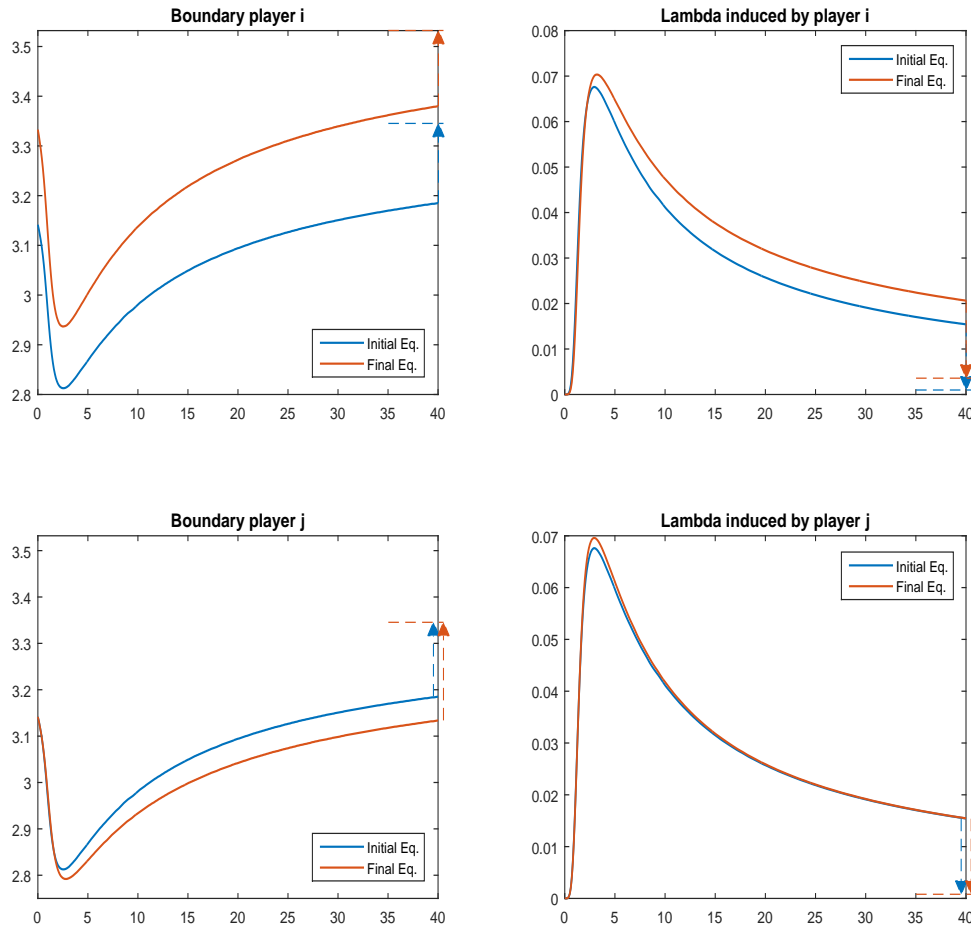 Boundary player i
3.5
3.4
3.3
3.2
3.1
3
2.9
2.8
0 5 10 15 20 25 30 35 40
Initial Eq.
Final Eq.
Lambda induced by player i
0.08
0.07
0.06
0.05
0.04
0.03
0.02
0.01
0
0 5 10 15 20 25 30 35 40
Initial Eq.
Final Eq.
Boundary player j
3.5
3.4
3.3
3.2
3.1
3
2.9
2.8
0 5 10 15 20 25 30 35 40
Initial Eq.
Final Eq.
Lambda induced by player j
0.07
0.06
0.05
0.04
0.03
0.02
0.01
0
0 5 10 15 20 25 30 35 40
Initial Eq.
Final Eq.